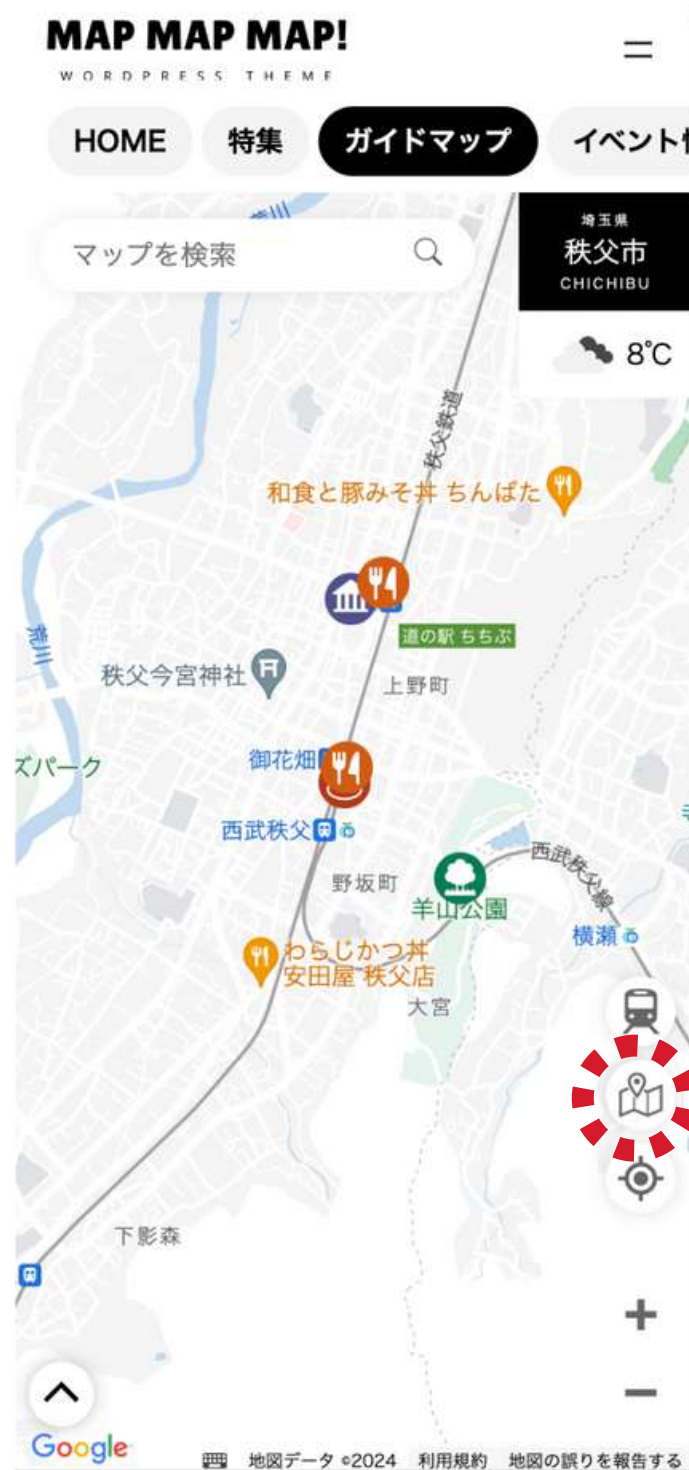 MAP MAP MAP!
WORDPRESS THEME
HOME
特集
ガイドマップ
イベント
マップを検索
埼玉県
秩父市
CHICHIBU
8℃
荒川
秩父鉄道
和食と豚みそ丼 ちんばた
道の駅 ちちぶ
荒川
秩父今宮神社
上野町
ズパーク
御花畑
西武秩父
西武秩父線
野坂町
羊山公園
横瀬
わらじかつ丼
安田屋 秩父店
大宮
下影森
Google
地図データ ©2024
利用規約
地図の誤りを報告する